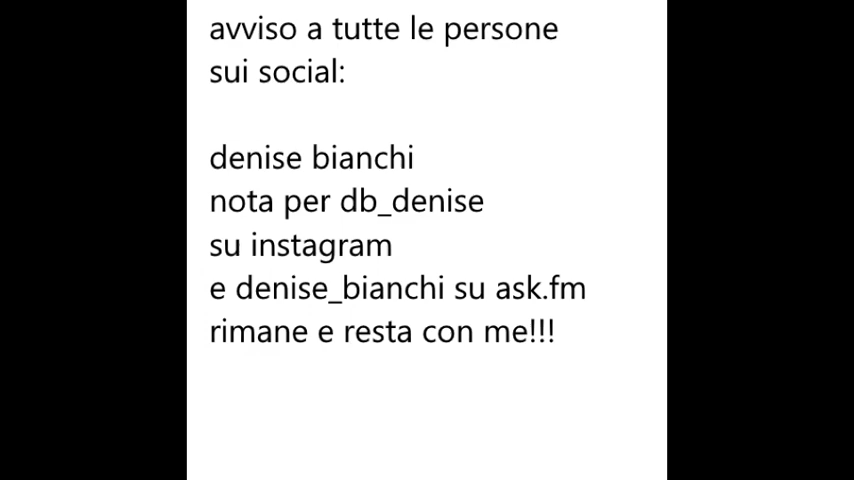 avviso a tutte le persone
sui social:
denise bianchi
nota per db_denise
su instagram
e denise_bianchi su ask.fm
rimane e resta con me!!!